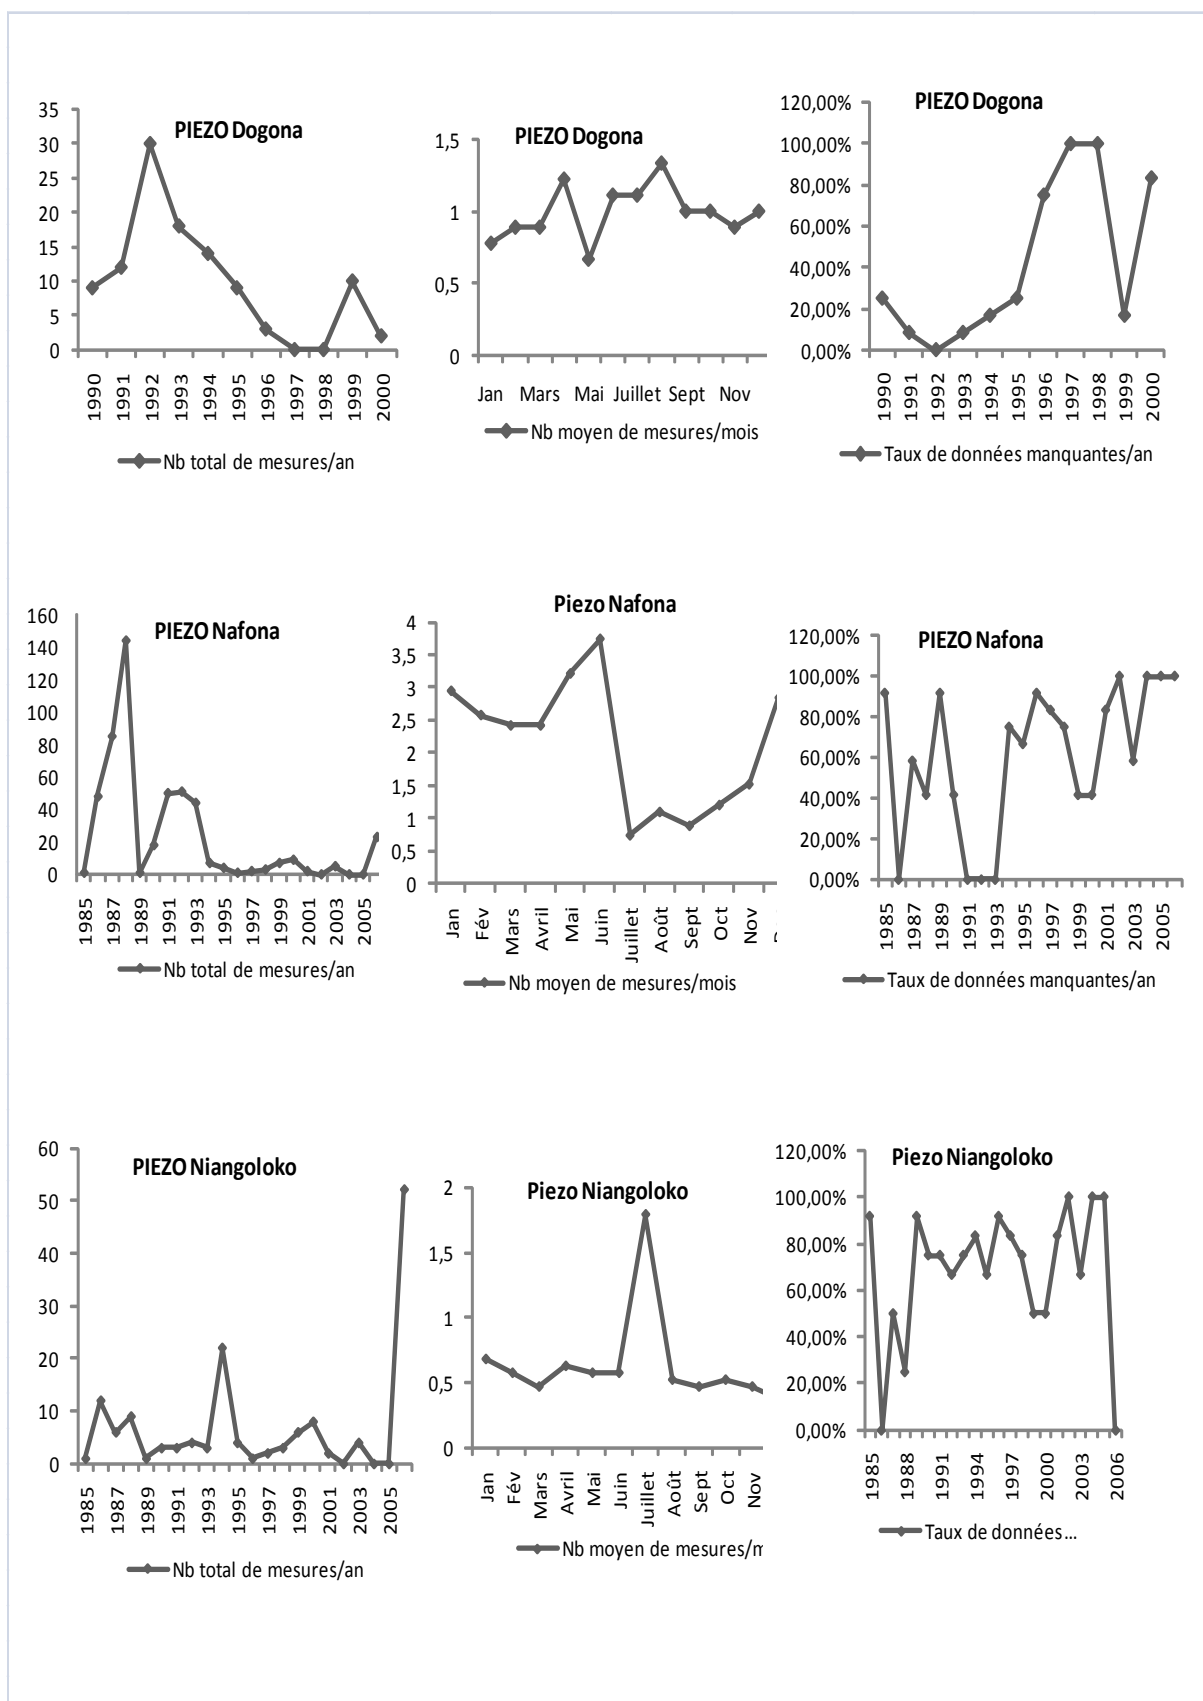 PIEZO Dogona
35
30
25
20
15
10
5
0
1990 1991 1992 1993 1994 1995 1996 1997 1998 1999 2000
Nb total de mesures/an
PIEZO Dogona
1,5
1
0,5
0
Jan Mars Mai Juillet Sept Nov
Nb moyen de mesures/mois
PIEZO Dogona
120,00%
100,00%
80,00%
60,00%
40,00%
20,00%
0,00%
1990 1991 1992 1993 1994 1995 1996 1997 1998 1999 2000
Taux de données manquantes/an
PIEZO Nafona
160
140
120
100
80
60
40
20
0
1985 1987 1989 1991 1993 1995 1997 1999 2001 2003 2005
Nb total de mesures/an
Piezo Nafona
4
3,5
3
2,5
2
1,5
1
0,5
0
Jan Fév Mars Avril Mai Juin Juillet Août Sept Oct Nov
Nb moyen de mesures/mois
PIEZO Nafona
120,00%
100,00%
80,00%
60,00%
40,00%
20,00%
0,00%
1985 1987 1989 1991 1993 1995 1997 1999 2001 2003 2005
Taux de données manquantes/an
PIEZO Niangoloko
60
50
40
30
20
10
0
1985 1987 1989 1991 1993 1995 1997 1999 2001 2003 2005
Nb total de mesures/an
Piezo Niangoloko
2
1,5
1
0,5
0
Jan Fév Mars Avril Mai Juin Juillet Août Sept Oct Nov
Nb moyen de mesures/m
Piezo Niangoloko
120,00%
100,00%
80,00%
60,00%
40,00%
20,00%
0,00%
1985 1988 1991 1994 1997 2000 2003 2006
Taux de données...